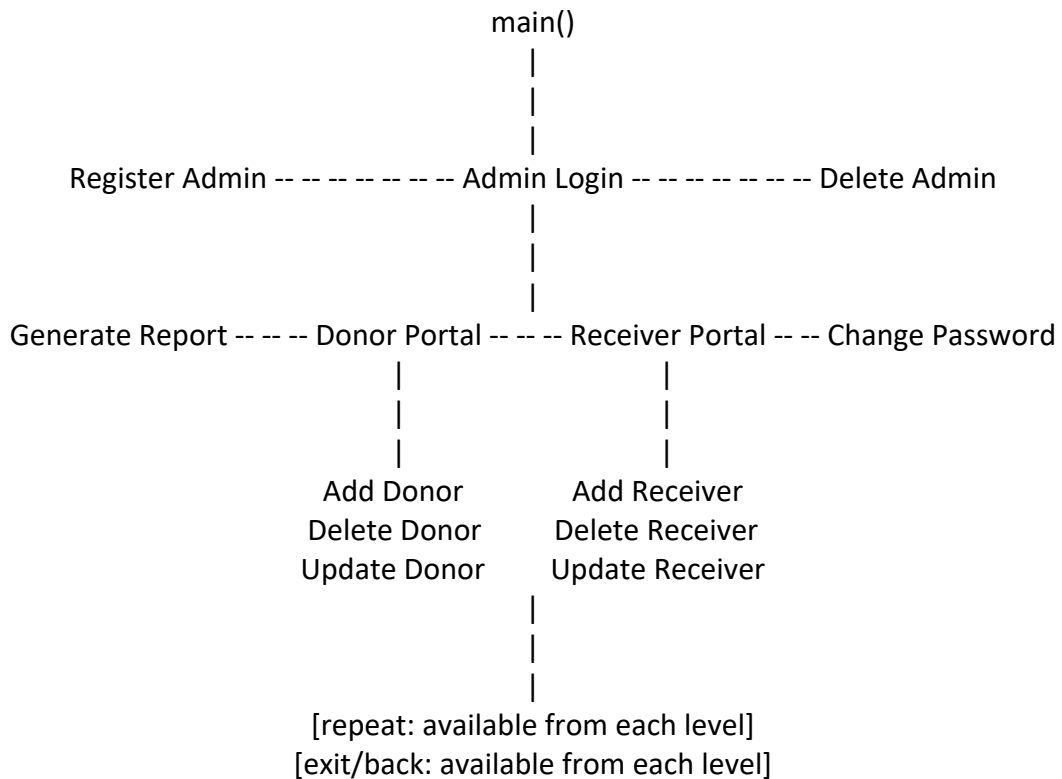 main()
|
|
|
|
Register Admin -- -- -- -- -- -- -- Admin Login -- -- -- -- -- -- -- Delete Admin
|
|
|
|
Generate Report -- -- -- Donor Portal -- -- -- Receiver Portal -- -- Change Password
| |
| |
| |
| |
Add Donor Add Receiver
Delete Donor Delete Receiver
Update Donor Update Receiver
|
|
|
|
[repeat: available from each level]
[exit/back: available from each level]